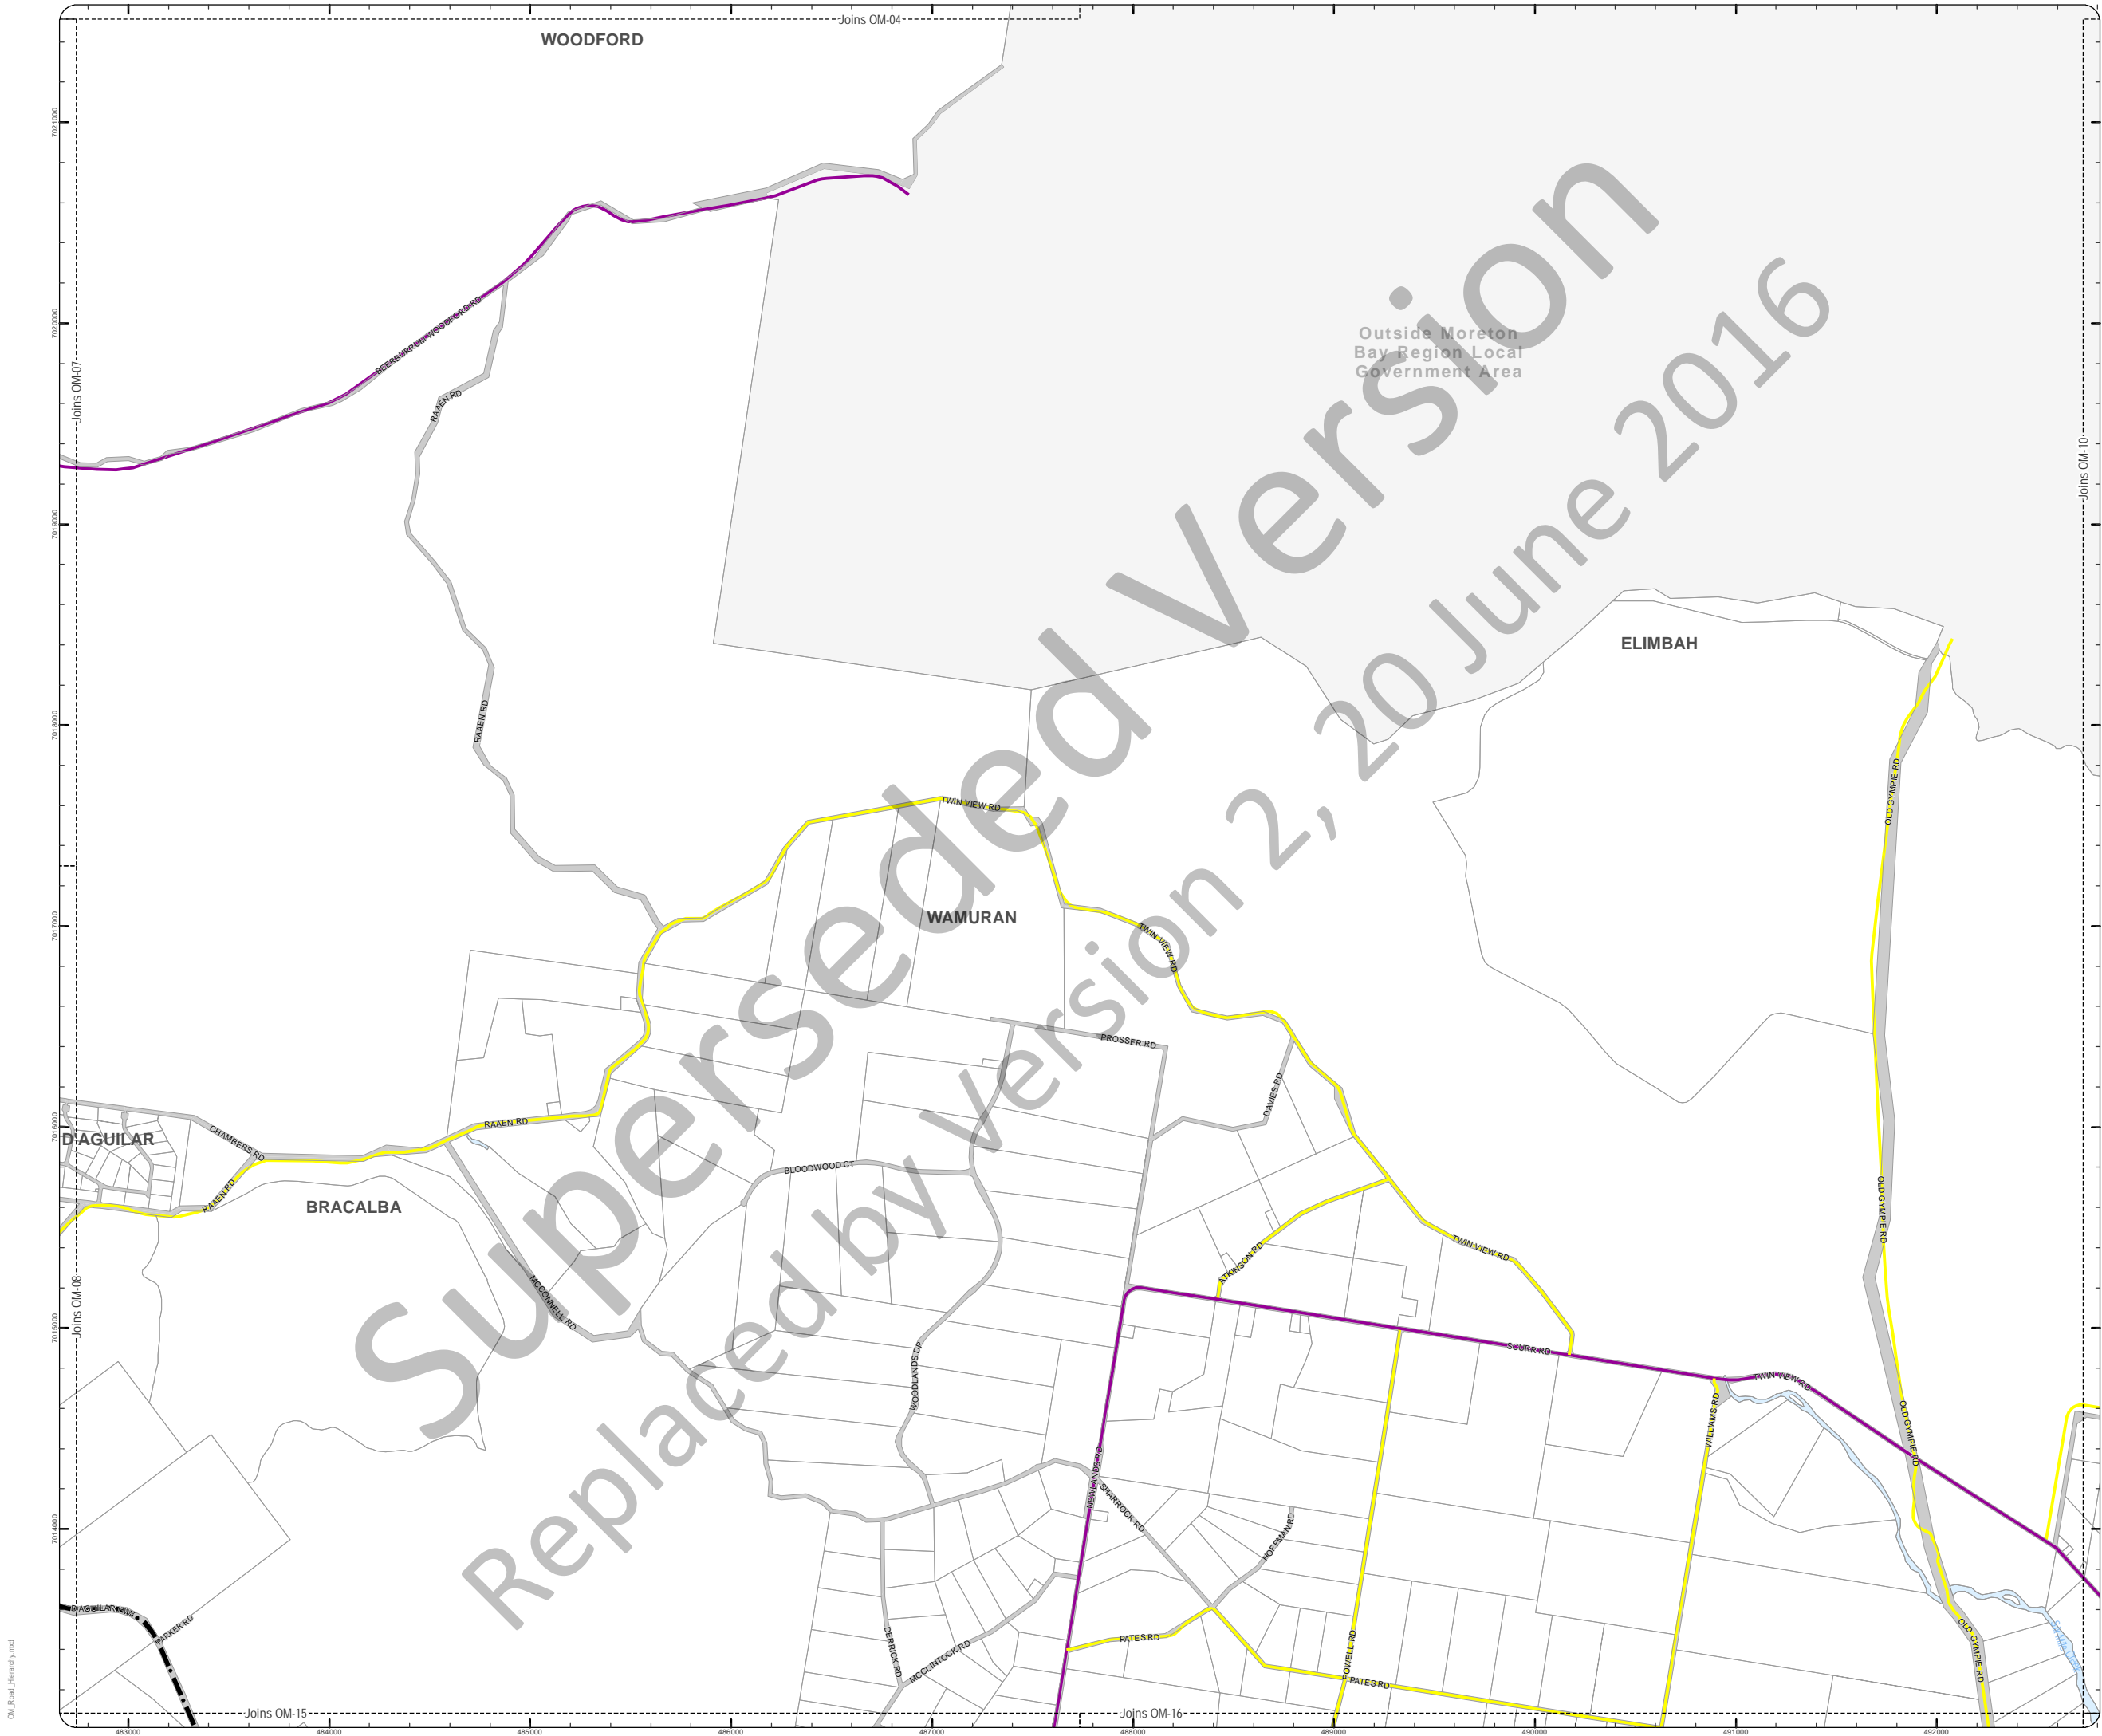 Joins OM-04
WOODFORD
7021000
7020000
7019000
7018000
7017000
7016000
7015000
7014000
Joins OM-07
BEERBURRUM-WOODFORD RD
RAAEN RD
Outside Moreton
Bay Region Local
Government Area
Joins OM-10
ELIMBAH
RAAEN RD
OLD GYMPIE RD
TWIN VIEW RD
WAMURAN
TWIN VIEW RD
PROSSER RD
DAVIES RD
D'AGUILAR
CHAMBERS RD
RAAEN RD
RAAEN RD
BLOODWOOD CT
BRACALBA
OLD GYMPIE RD
TWIN VIEW RD
ATKINSON RD
MCCONNELL RD
Joins OM-08
WOODLANDS DR
SCURR RD
TWIN VIEW RD
WILLIAMS RD
OLD GYMPIE RD
NEWLANDS RD
SHARROCK RD
HOFFMAN RD
D'AGUILAR HWY
PARKER RD
DERRICK RD
MCCLINTOCK RD
PATES RD
POWELL RD
PATES RD
OLD GYMPIE RD
Joins OM-15
Joins OM-16
483000
484000
485000
486000
487000
488000
489000
490000
491000
492000
OM_Road_Hierarchy.mxd
Superseded Version
Replaced by Version 2, 20 June 2016